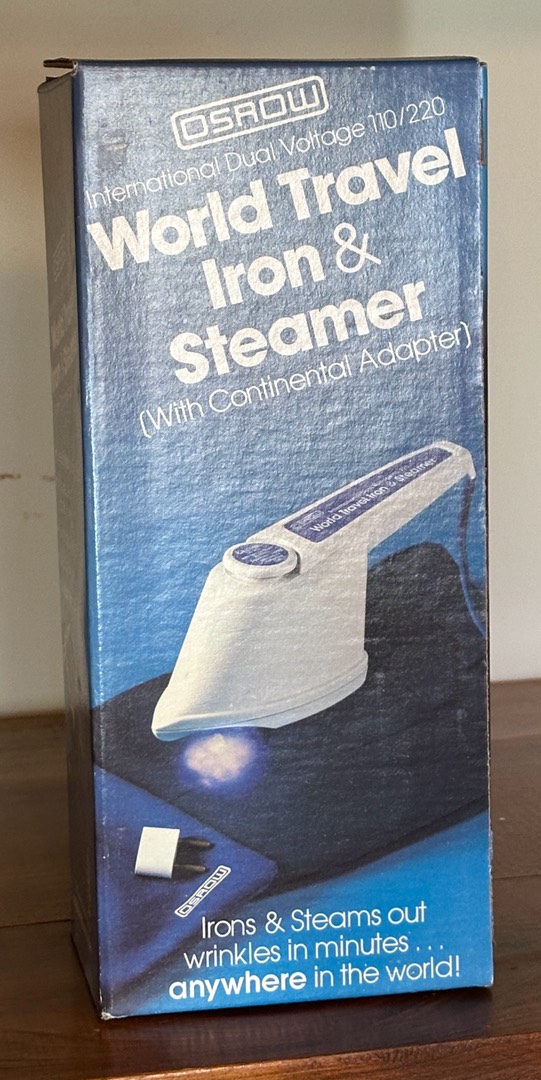 OSROW
International Dual Voltage 110/220
World Travel
Iron &
Steamer
(With Continental Adapter)
World Travel Iron & Steamer
OSROW
Irons & Steams out
wrinkles in minutes...
anywhere in the world!